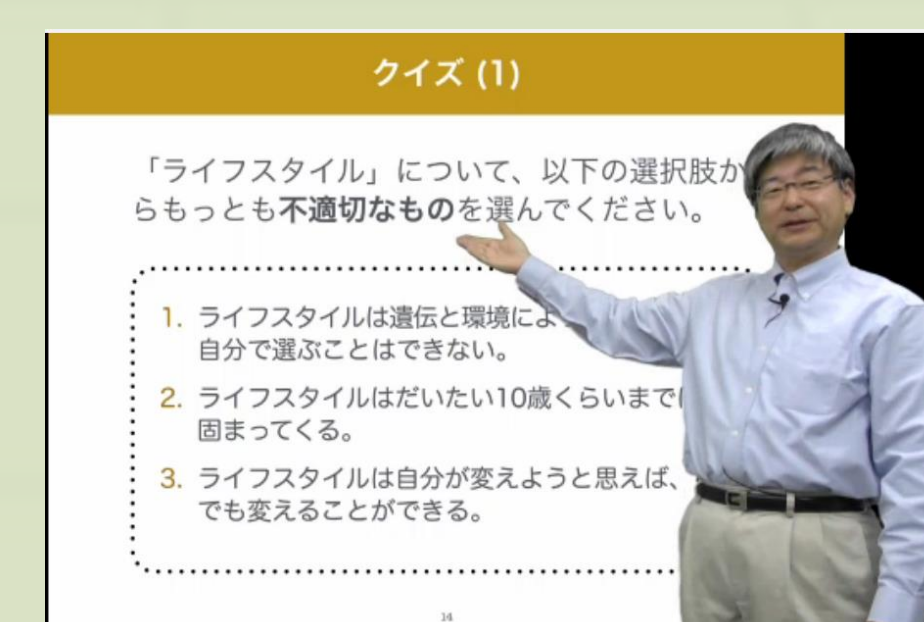 クイズ (1)
「ライフスタイル」について、以下の選択肢か
らもっとも不適切なものを選んでください。
1. ライフスタイルは遺伝と環境によ
自分で選ぶことはできない。
2. ライフスタイルはだいたい10歳くらいまで
固まってくる。
3. ライフスタイルは自分が変えようと思えば、
でも変えることができる。
14